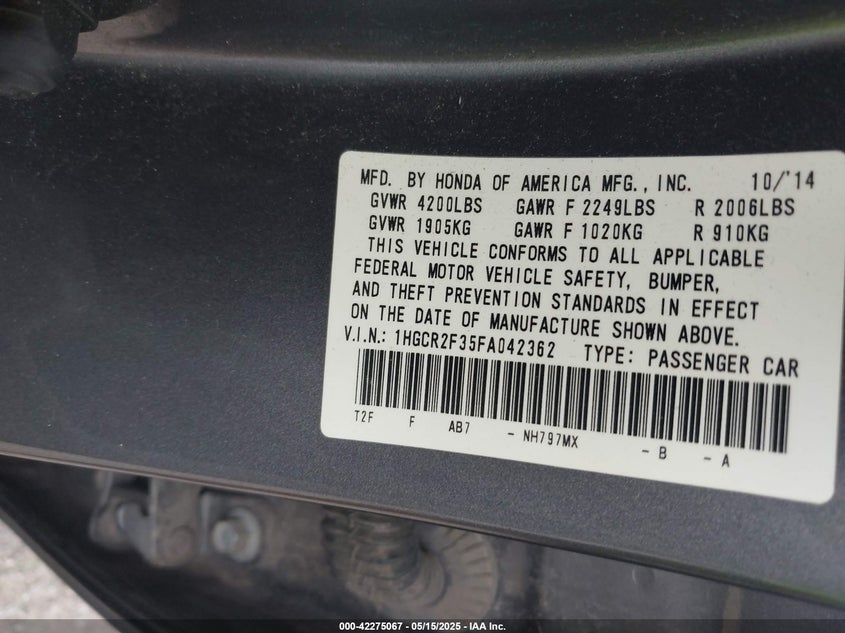 MFD. BY HONDA OF AMERICA MFG., INC. 10/'14
GVWR 4200LBS GAWR F 2249LBS R 2006LBS
GVWR 1905KG GAWR F 1020KG R 910KG
THIS VEHICLE CONFORMS TO ALL APPLICABLE
FEDERAL MOTOR VEHICLE SAFETY, BUMPER,
AND THEFT PREVENTION STANDARDS IN EFFECT
ON THE DATE OF MANUFACTURE SHOWN ABOVE.
V.I.N.: 1HGCR2F35FA042362 TYPE: PASSENGER CAR
T2F F AB7 - NH797MX - B - A
000-42275067 - 05/15/2025 - IAA Inc.